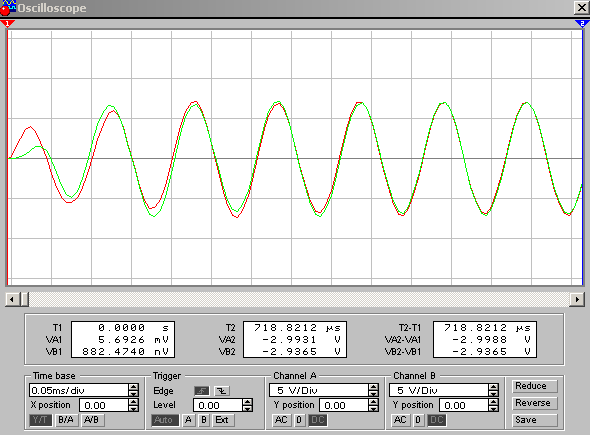 Oscilloscope
1 2
T1 0.0000 s T2 718.8212 µs T2-T1 718.8212 µs
VA1 5.6926 mV VA2 -2.9931 V VA2-VA1 -2.9988 V
VB1 882.4740 nV VB2 -2.9365 V VB2-VB1 -2.9365 V
Time base Trigger Channel A Channel B Reduce
0.05ms/div Edge 5 V/Div 5 V/Div Reverse
X position 0.00 Level 0.00 Y position 0.00 Y position 0.00
Y/T B/A A/B Auto A B Ext AC 0 DC AC 0 DC Save